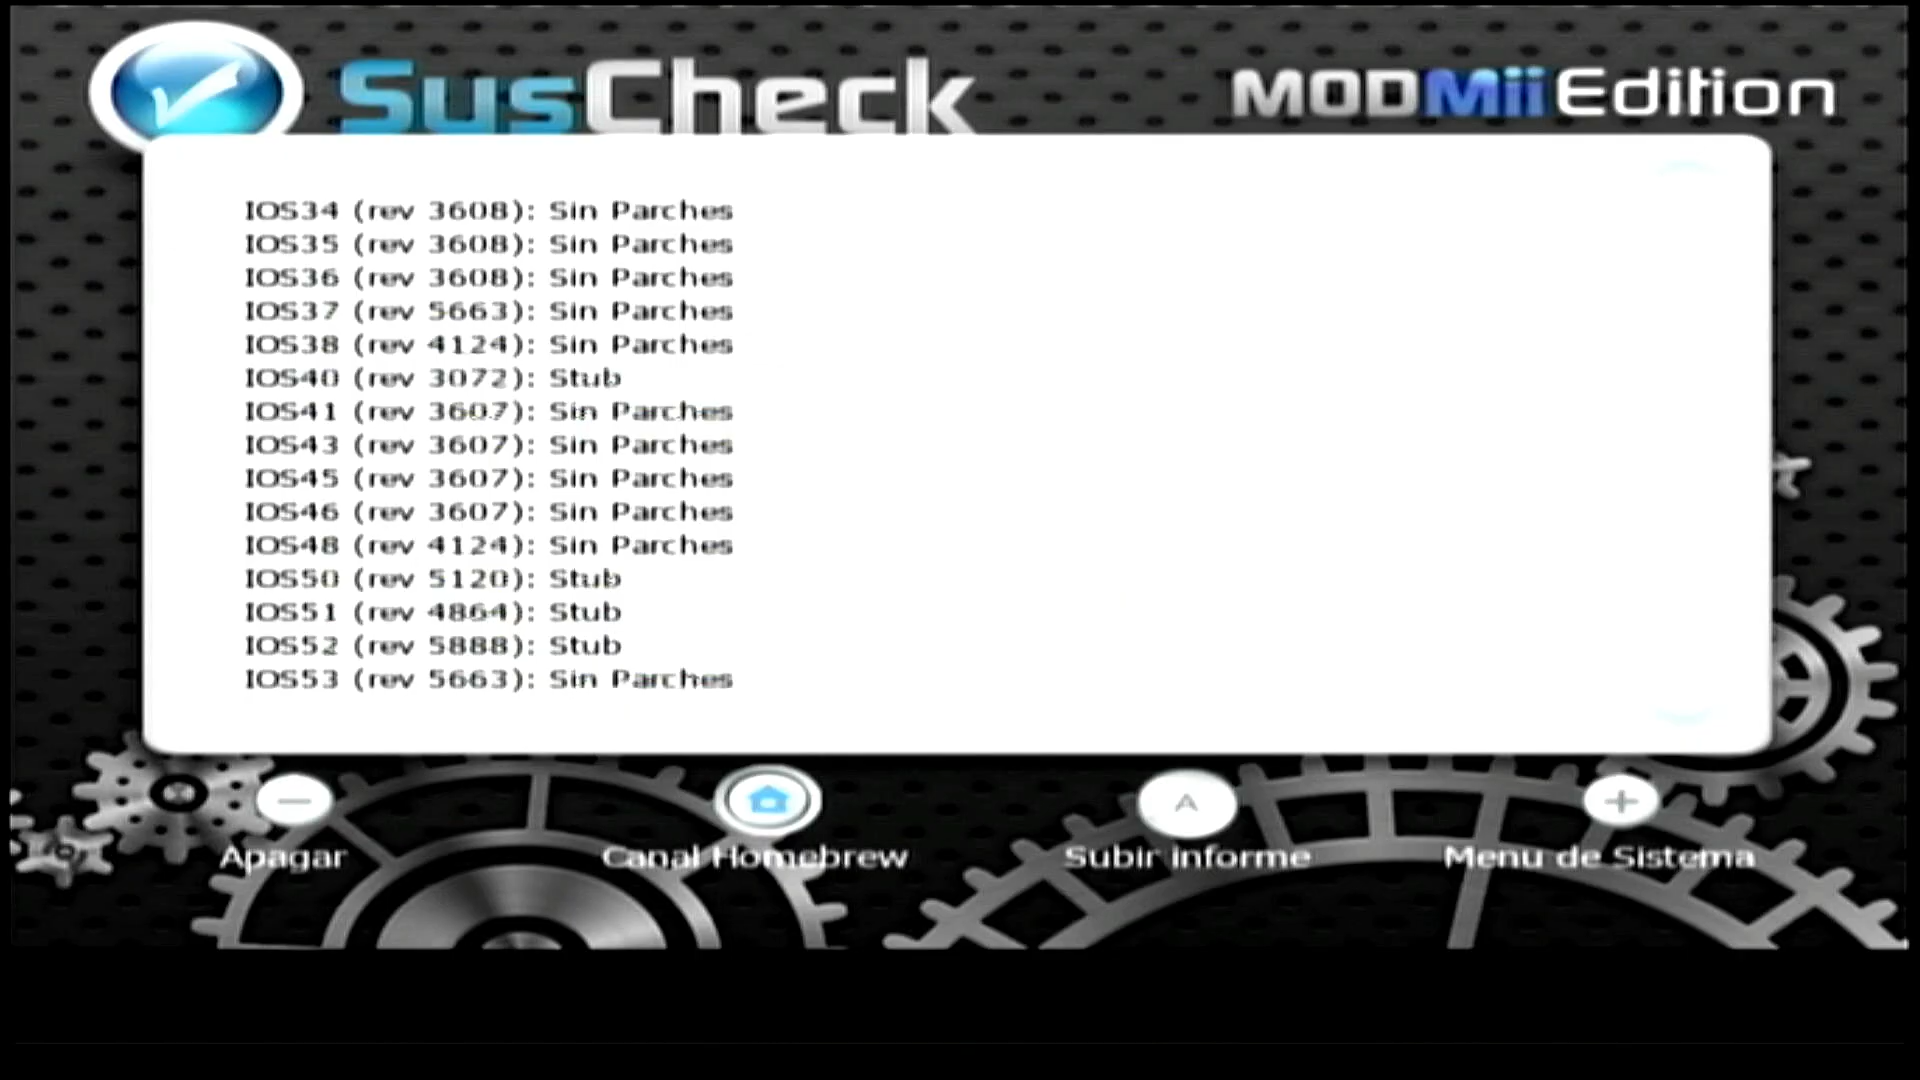 SusCheck
MODMii Edition
IOS34 (rev 3608): Sin Parches
IOS35 (rev 3608): Sin Parches
IOS36 (rev 3608): Sin Parches
IOS37 (rev 5663): Sin Parches
IOS38 (rev 4124): Sin Parches
IOS40 (rev 3072): Stub
IOS41 (rev 3607): Sin Parches
IOS43 (rev 3607): Sin Parches
IOS45 (rev 3607): Sin Parches
IOS46 (rev 3607): Sin Parches
IOS48 (rev 4124): Sin Parches
IOS50 (rev 5120): Stub
IOS51 (rev 4864): Stub
IOS52 (rev 5888): Stub
IOS53 (rev 5663): Sin Parches
A
Apagar
Canal Homebrew
Subir informe
Menu de Sistema